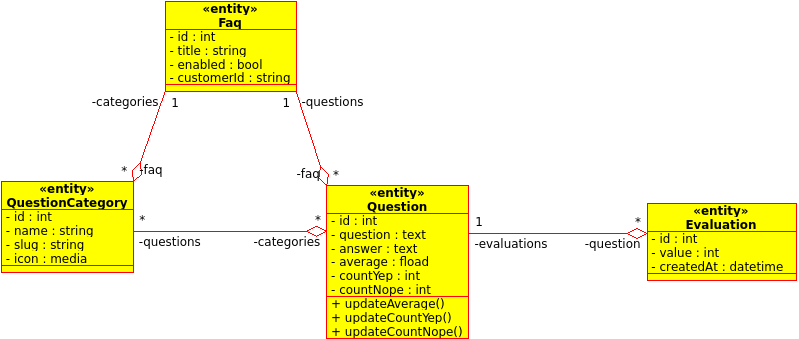 «entity»
Faq
- id : int
- title : string
- enabled : bool
- customerId : string
-categories
1
1
-questions
*
-faq
-faq
*
«entity»
QuestionCategory
- id : int
- name : string
- slug : string
- icon : media
*
-questions
*
-categories
«entity»
Question
- id : int
- question : text
- answer : text
- average : fload
- countYep : int
- countNope : int
+ updateAverage()
+ updateCountYep()
+ updateCountNope()
1
-evaluations
*
-question
«entity»
Evaluation
- id : int
- value : int
- createdAt : datetime